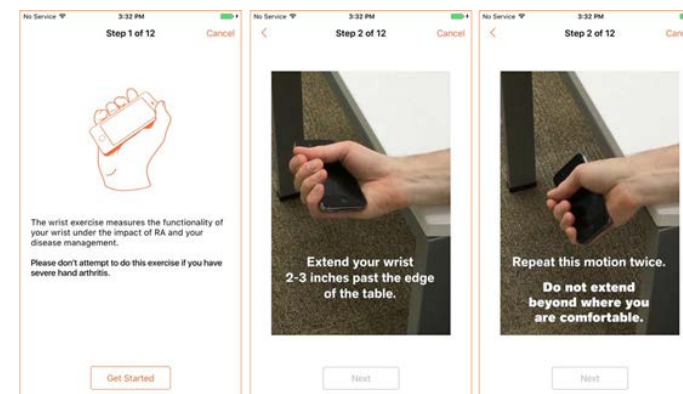 No Service 3:32 PM
Step 1 of 12 Cancel
The wrist exercise measures the functionality of
your wrist under the impact of RA and your
disease management.
Please don't attempt to do this exercise if you have
severe hand arthritis.
Get Started
No Service 3:32 PM
Step 2 of 12 Cancel
Extend your wrist
2-3 inches past the edge
of the table.
Next
No Service 3:32 PM
Step 2 of 12 Canc
Repeat this motion twice.
Do not extend
beyond where you
are comfortable.
Next